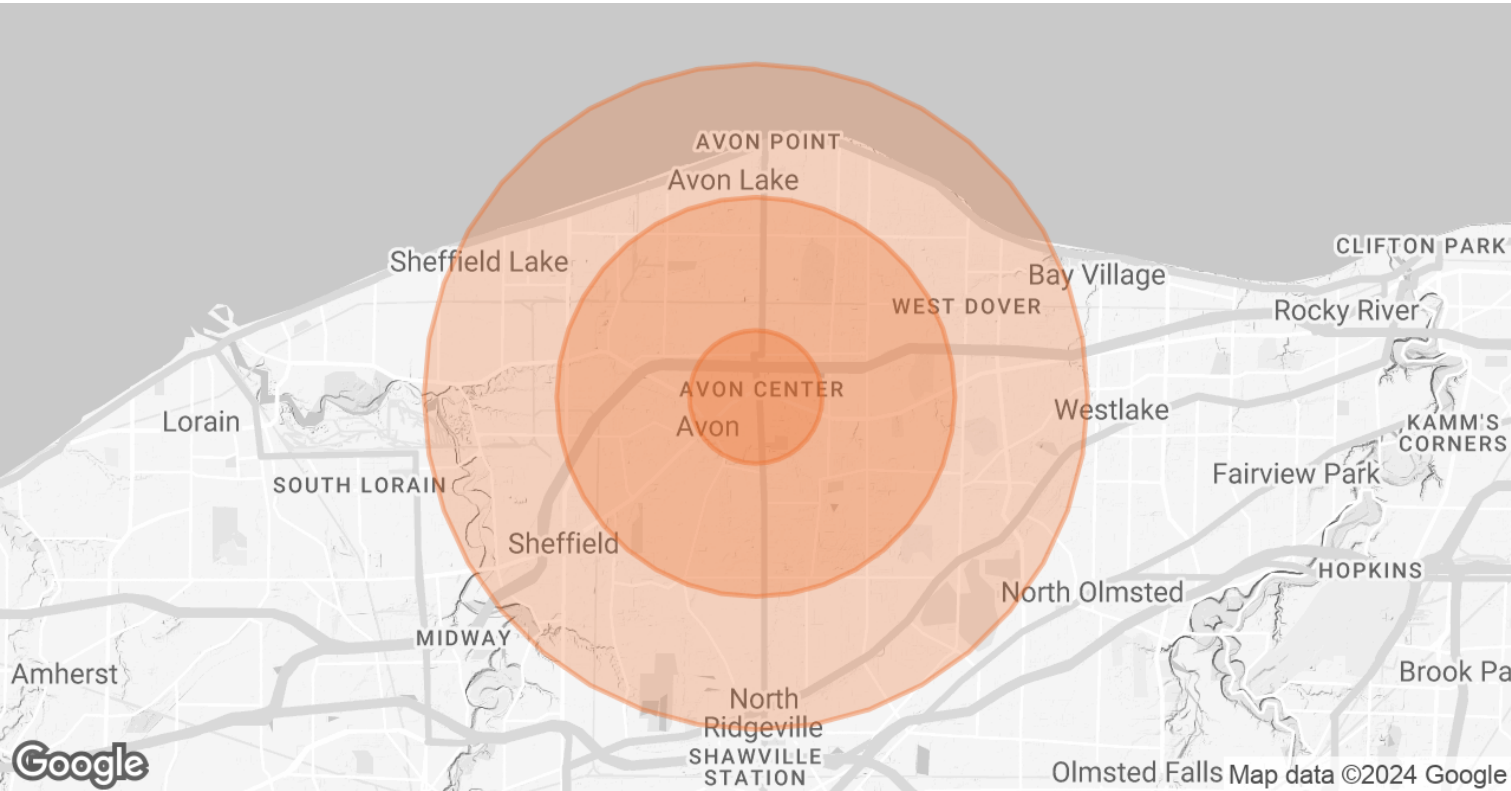 AVON POINT
Avon Lake
CLIFTON PARK
Sheffield Lake
Bay Village
WEST DOVER
Rocky River
AVON CENTER
Westlake
Lorain
Avon
KAMM'S
CORNERS
Fairview Park
SOUTH LORAIN
Sheffield
HOPKINS
North Olmsted
MIDWAY
Amherst
Brook Pa
North
Ridgeville
SHAWVILLE
STATION
Google
Olmsted Falls
Map data ©2024 Google